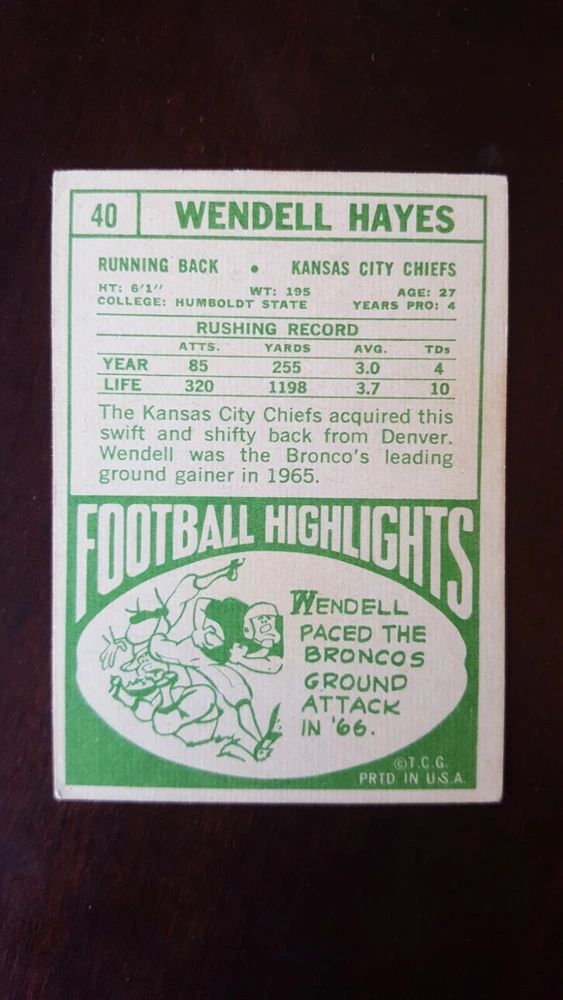 40 WENDELL HAYES
RUNNING BACK • KANSAS CITY CHIEFS
HT: 6'1" WT: 195 AGE: 27
COLLEGE: HUMBOLDT STATE YEARS PRO: 4
RUSHING RECORD
ATTS. YARDS AVG. TDs
YEAR 85 255 3.0 4
LIFE 320 1198 3.7 10
The Kansas City Chiefs acquired this
swift and shifty back from Denver.
Wendell was the Bronco's leading
ground gainer in 1965.
FOOTBALL HIGHLIGHTS
WENDELL
PACED THE
BRONCOS
GROUND
ATTACK
IN '66.
©T.C.G.
PRTD. IN U.S.A.